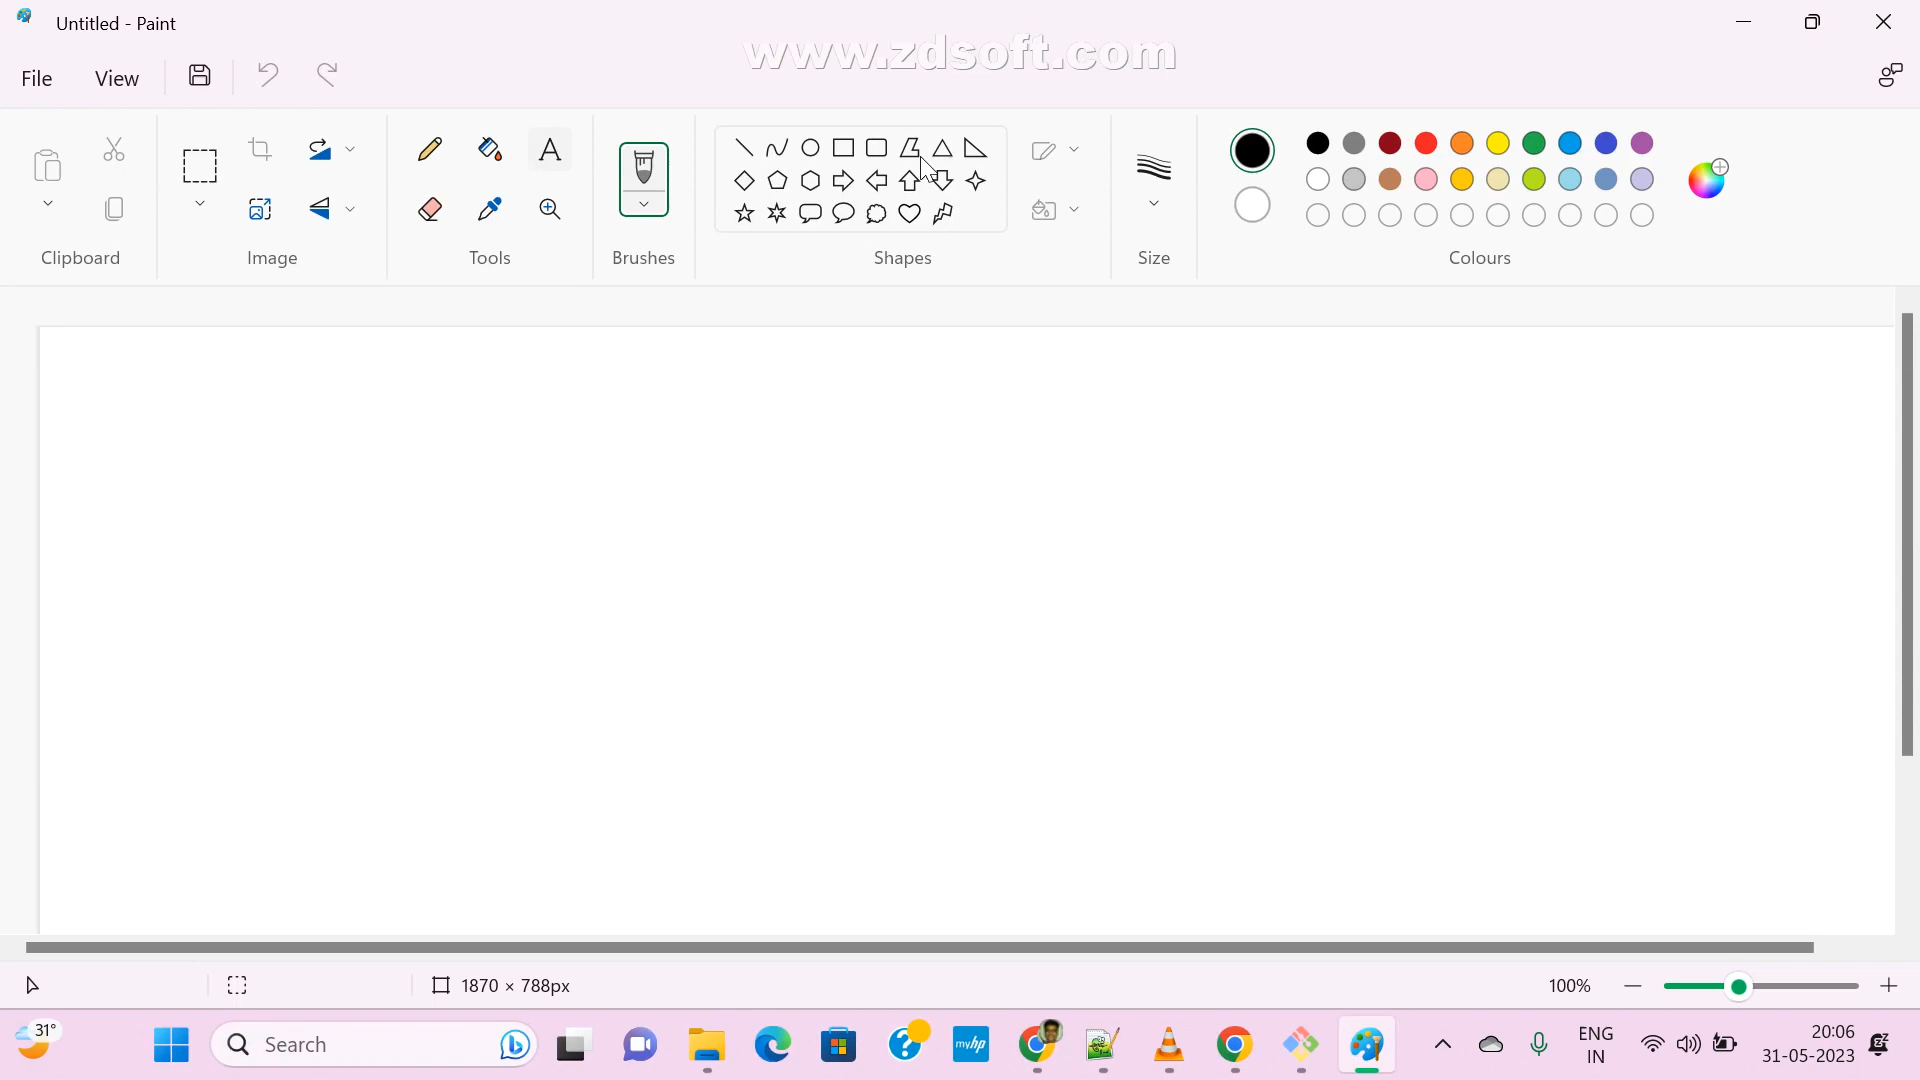 Untitled - Paint
www.zdsoft.com
File View
Clipboard
Image
Tools
Brushes
Shapes
Size
Colours
1870 × 788px
100%
31°
Search
myhp
ENG
IN
20:06
31-05-2023